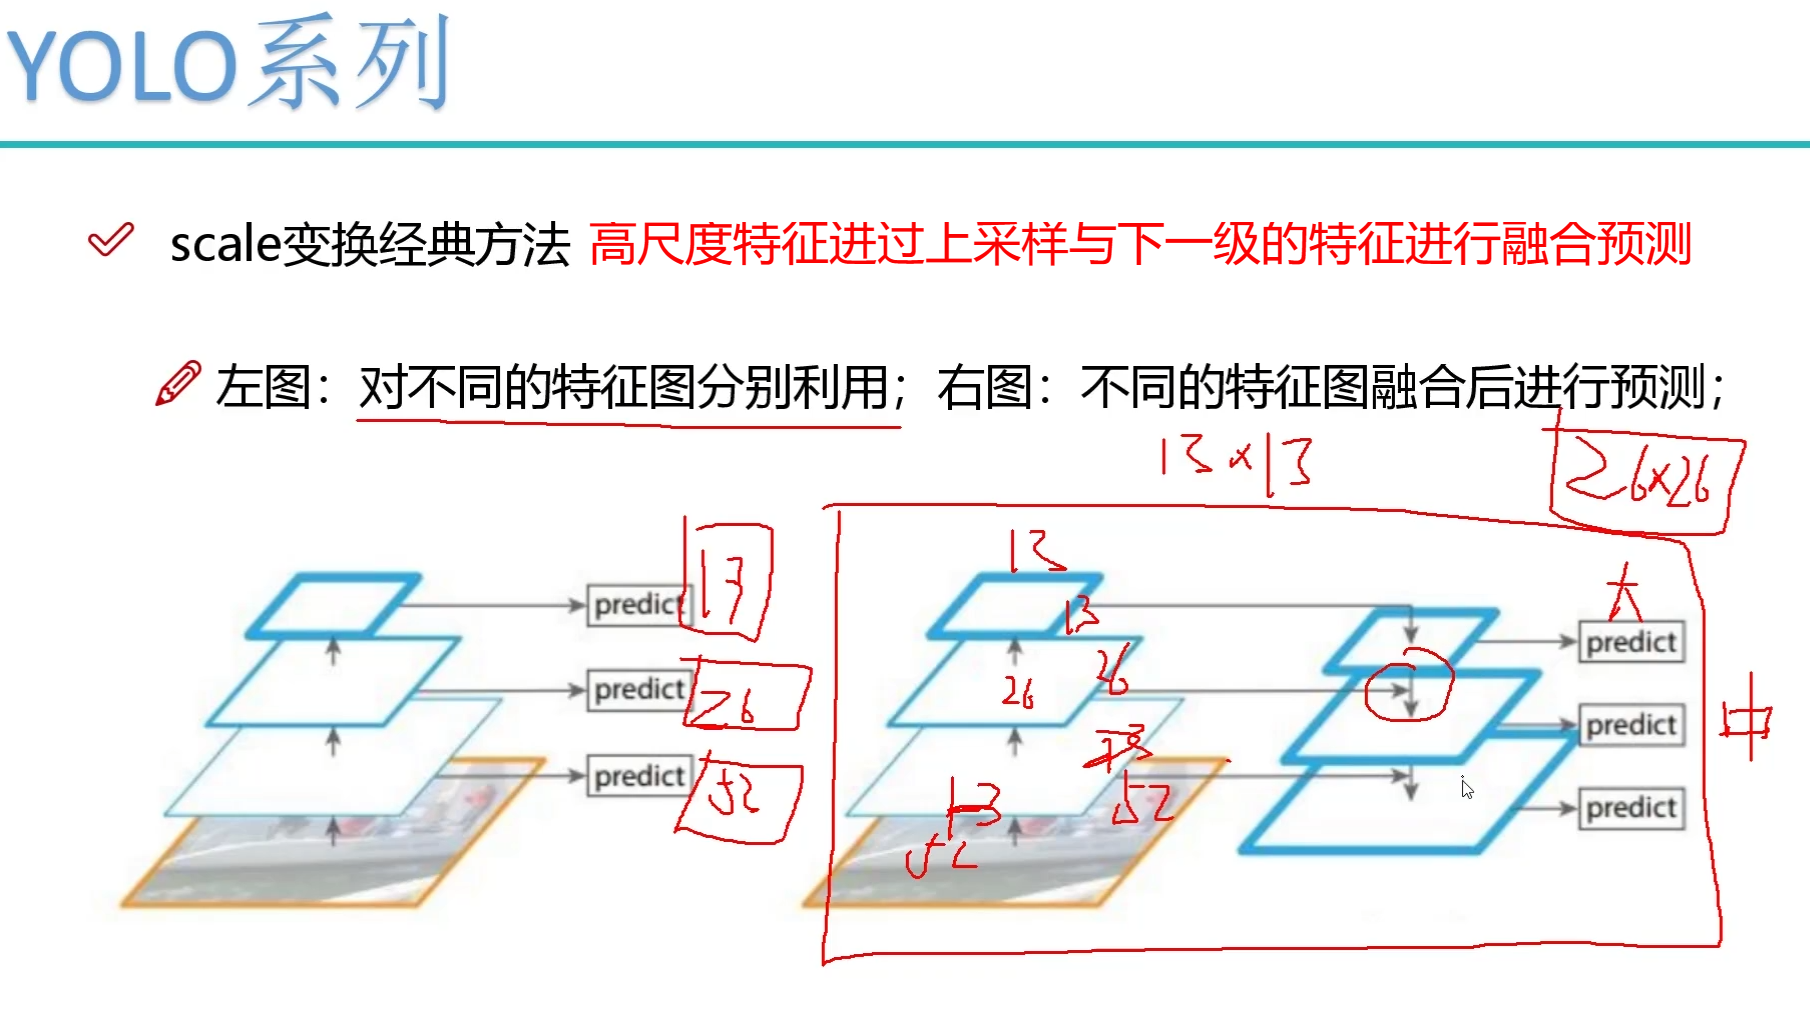 YOLO系列
scale变换经典方法 高尺度特征进过上采样与下一级的特征进行融合预测
左图：对不同的特征图分别利用；右图：不同的特征图融合后进行预测；
13×13
26×26
13
大
predict 13
13
predict
predict 26
26
26
predict
中
predict 52
52
13
predict
52